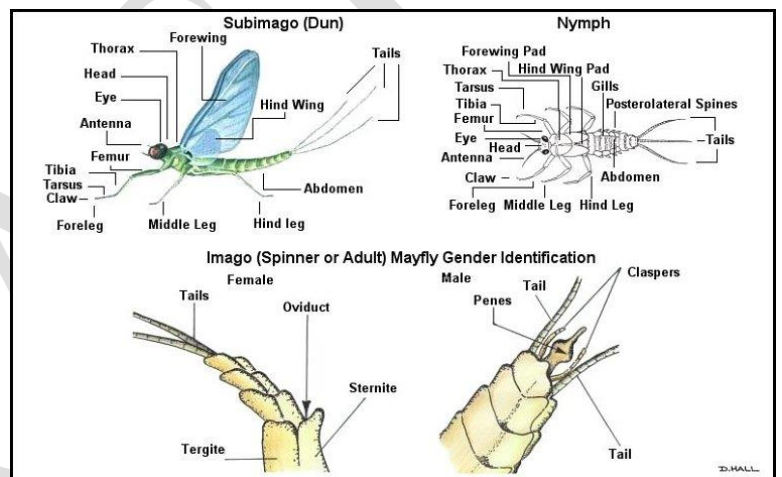 Subimago (Dun)
Forewing
Thorax
Head
Eye
Antenna
Femur
Tibia
Tarsus
Claw
Foreleg
Middle Leg
Hind leg
Abdomen
Hind Wing
Tails
Nymph
Forewing Pad
Thorax
Hind Wing Pad
Tarsus
Gills
Tibia
Posterolateral Spines
Femur
Eye
Head
Tails
Antenna
Claw
Abdomen
Foreleg
Middle Leg
Hind Leg
Imago (Spinner or Adult) Mayfly Gender Identification
Female
Tails
Oviduct
Sternite
Tergite
Male
Tail
Claspers
Penes
Tail
D.HALL